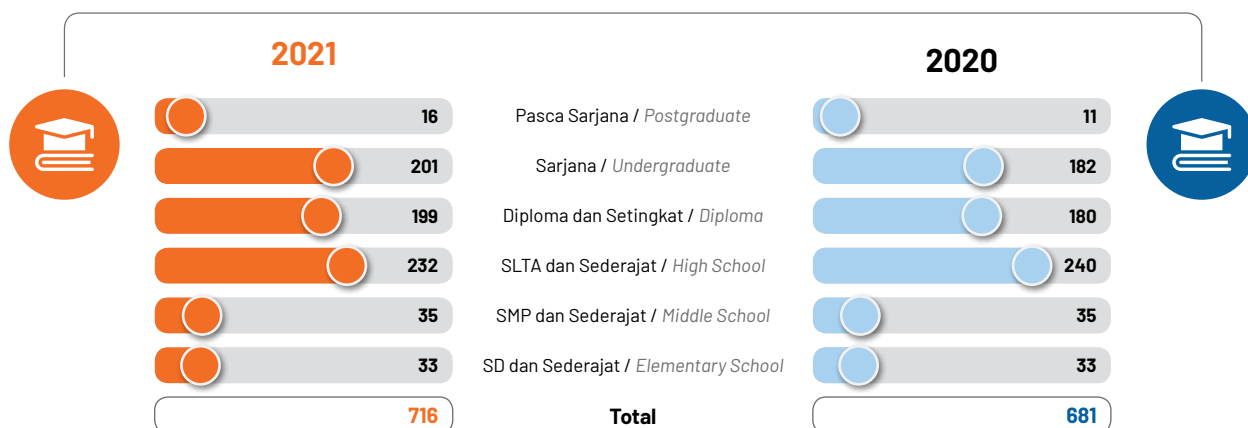 2021
2020
16 Pasca Sarjana / Postgraduate 11
201 Sarjana / Undergraduate 182
199 Diploma dan Setingkat / Diploma 180
232 SLTA dan Sederajat / High School 240
35 SMP dan Sederajat / Middle School 35
33 SD dan Sederajat / Elementary School 33
716 Total 681